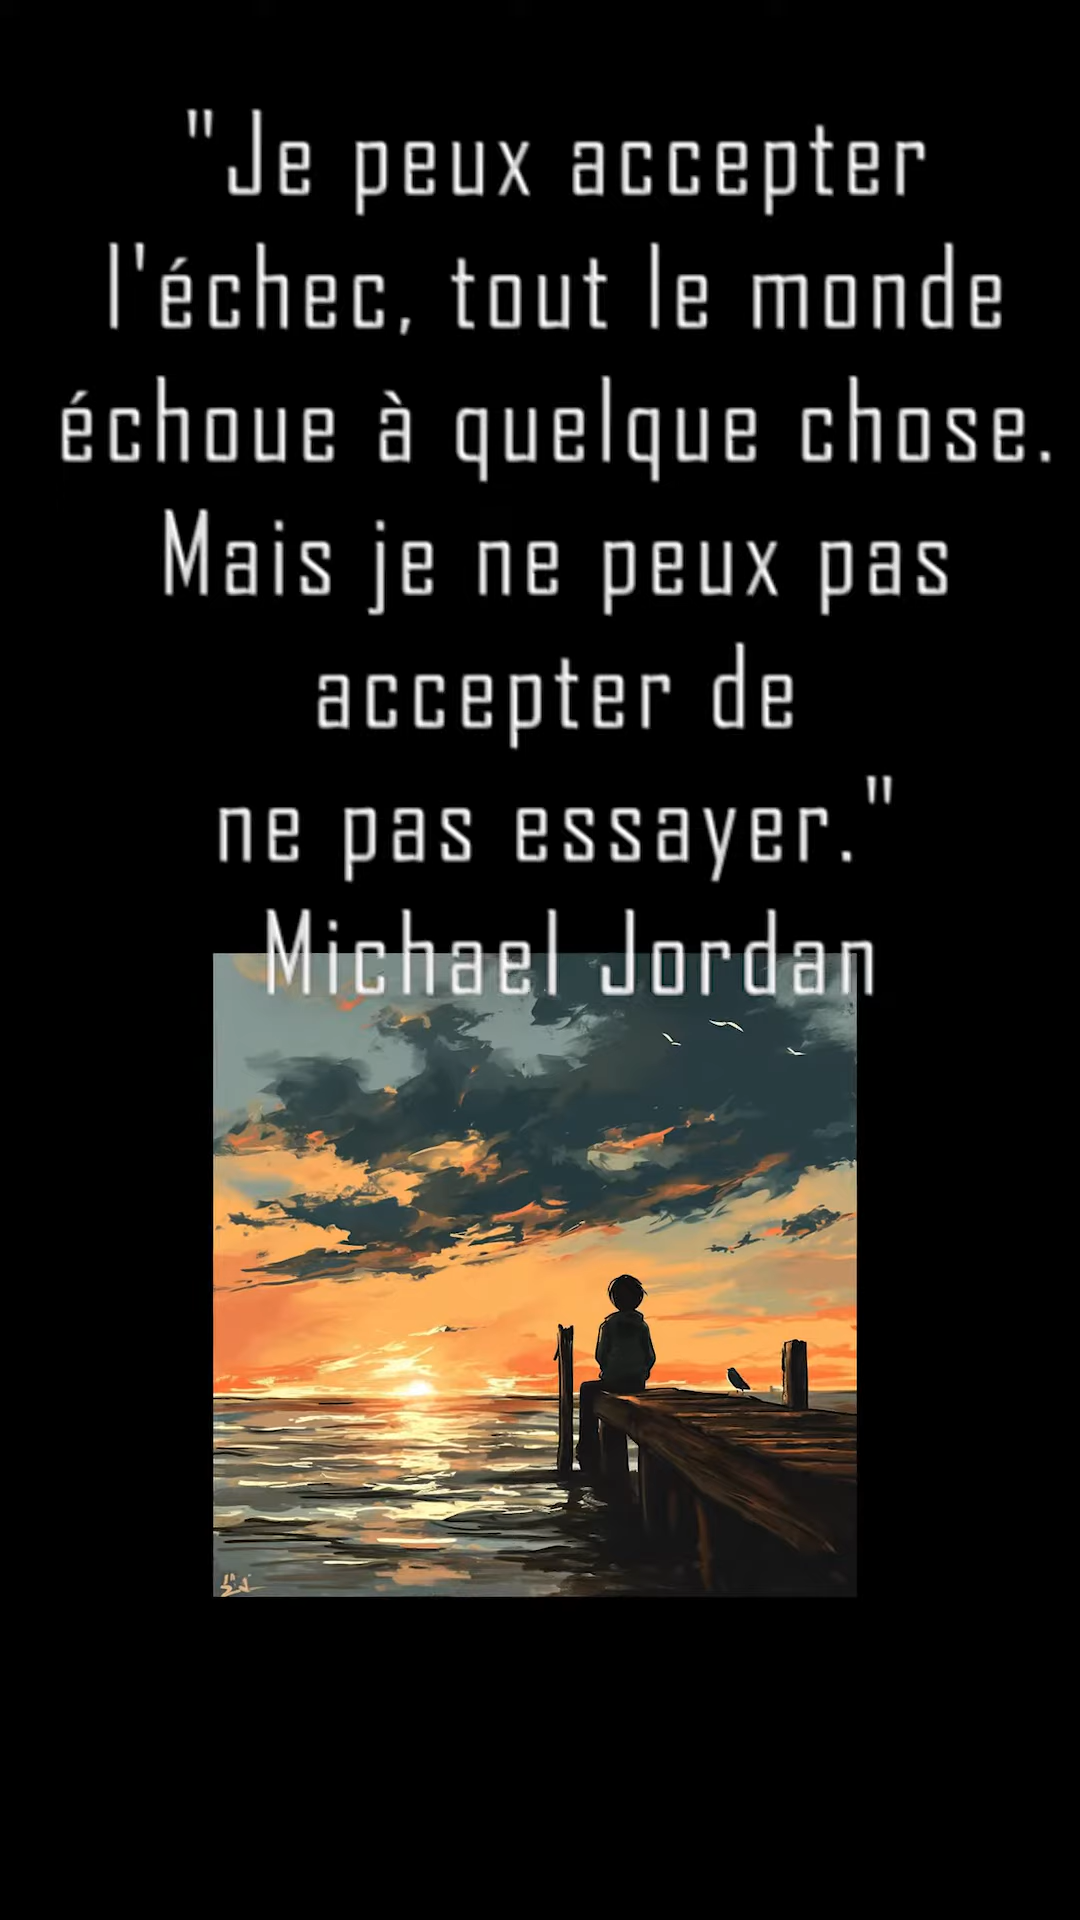 "Je peux accepter
l'échec, tout le monde
échoue à quelque chose.
Mais je ne peux pas
accepter de
ne pas essayer."
Michael Jordan